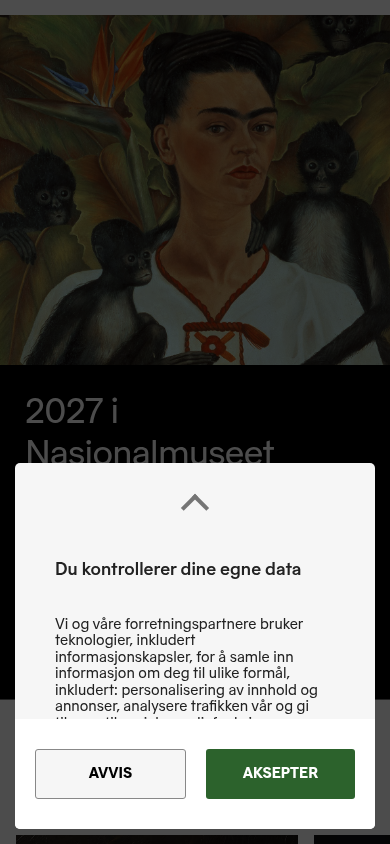 2027 i
Nasjonalmuseet
Du kontrollerer dine egne data
Vi og våre forretningspartnere bruker
teknologier, inkludert
informasjonskapsler, for å samle inn
informasjon om deg til ulike formål,
inkludert: personalisering av innhold og
annonser, analysere trafikken vår og gi
AVVIS
AKSEPTER